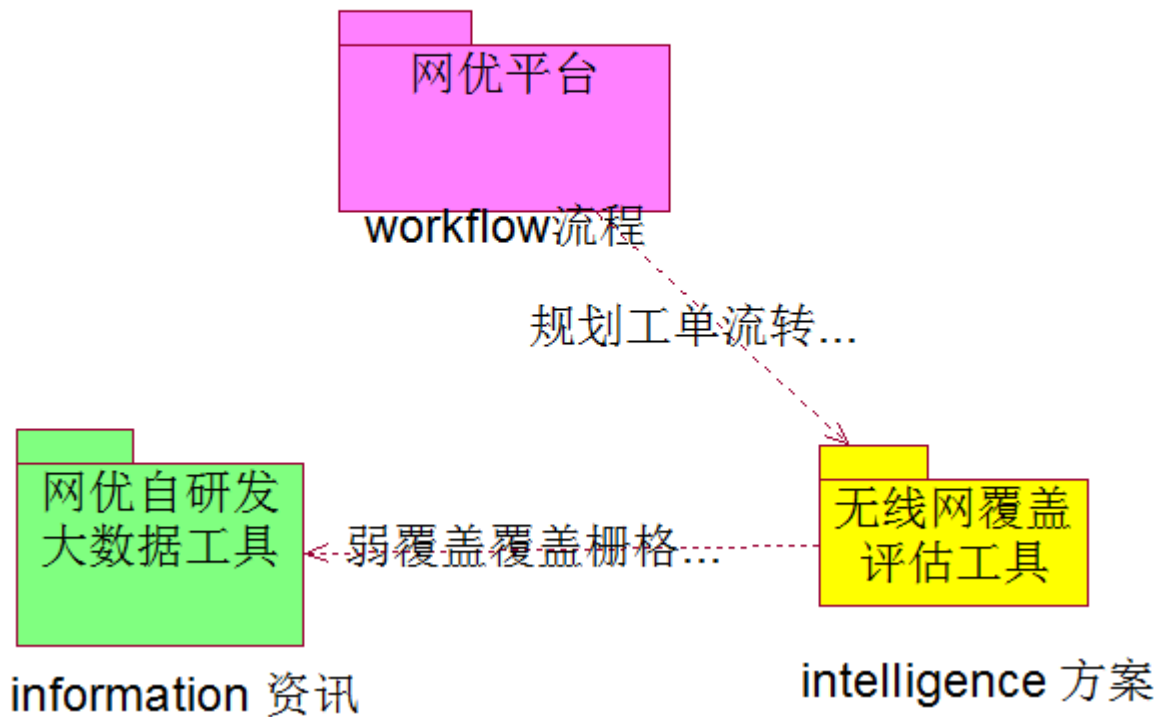 网优平台
workflow流程
规划工单流转...
网优自研发
大数据工具
弱覆盖覆盖栅格...
无线网覆盖
评估工具
information 资讯
intelligence 方案